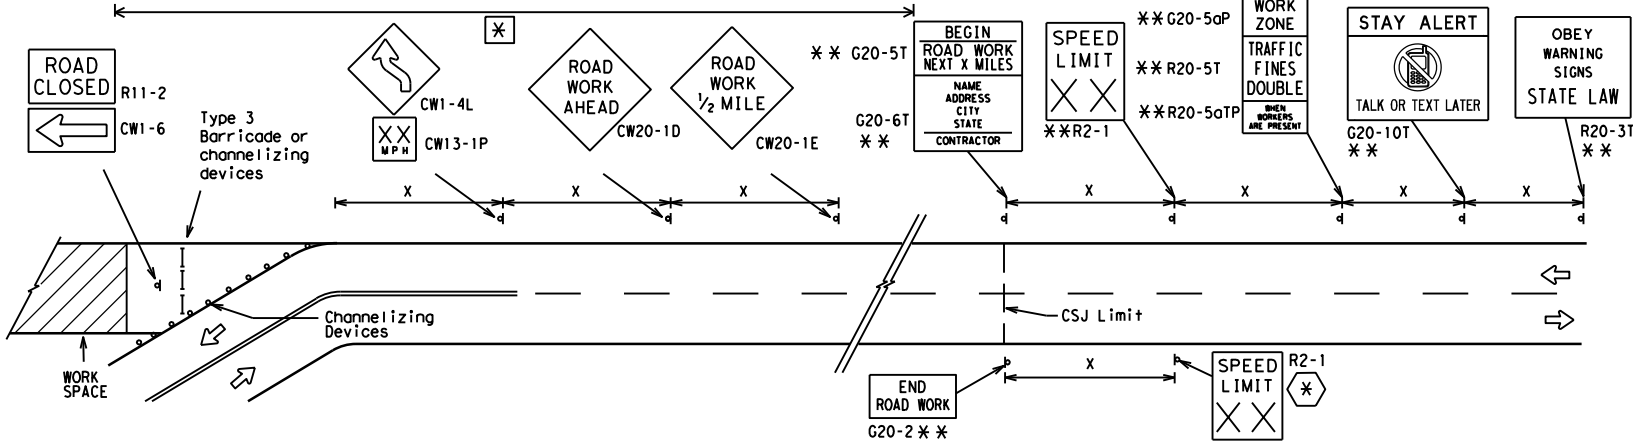 ROAD
CLOSED
R11-2
CW1-6
Type 3
Barricade or
channelizing
devices
CW1-4L
XX
MPH
CW13-1P
*
ROAD
WORK
AHEAD
CW20-1D
ROAD
WORK
1/2 MILE
CW20-1E
** G20-5T
BEGIN
ROAD WORK
NEXT X MILES
NAME
ADDRESS
CITY
STATE
CONTRACTOR
G20-6T
**
SPEED
LIMIT
XX
**R2-1
**G20-5aP
WORK
ZONE
**R20-5T
TRAFFIC
FINES
DOUBLE
**R20-5aTP
WHEN
WORKERS
ARE PRESENT
STAY ALERT
TALK OR TEXT LATER
G20-10T
**
OBEY
WARNING
SIGNS
STATE LAW
R20-3T
**
X
X
X
X
X
X
X
Channelizing
Devices
WORK
SPACE
CSJ Limit
X
END
ROAD WORK
G20-2 **
SPEED
LIMIT
XX
R2-1
*